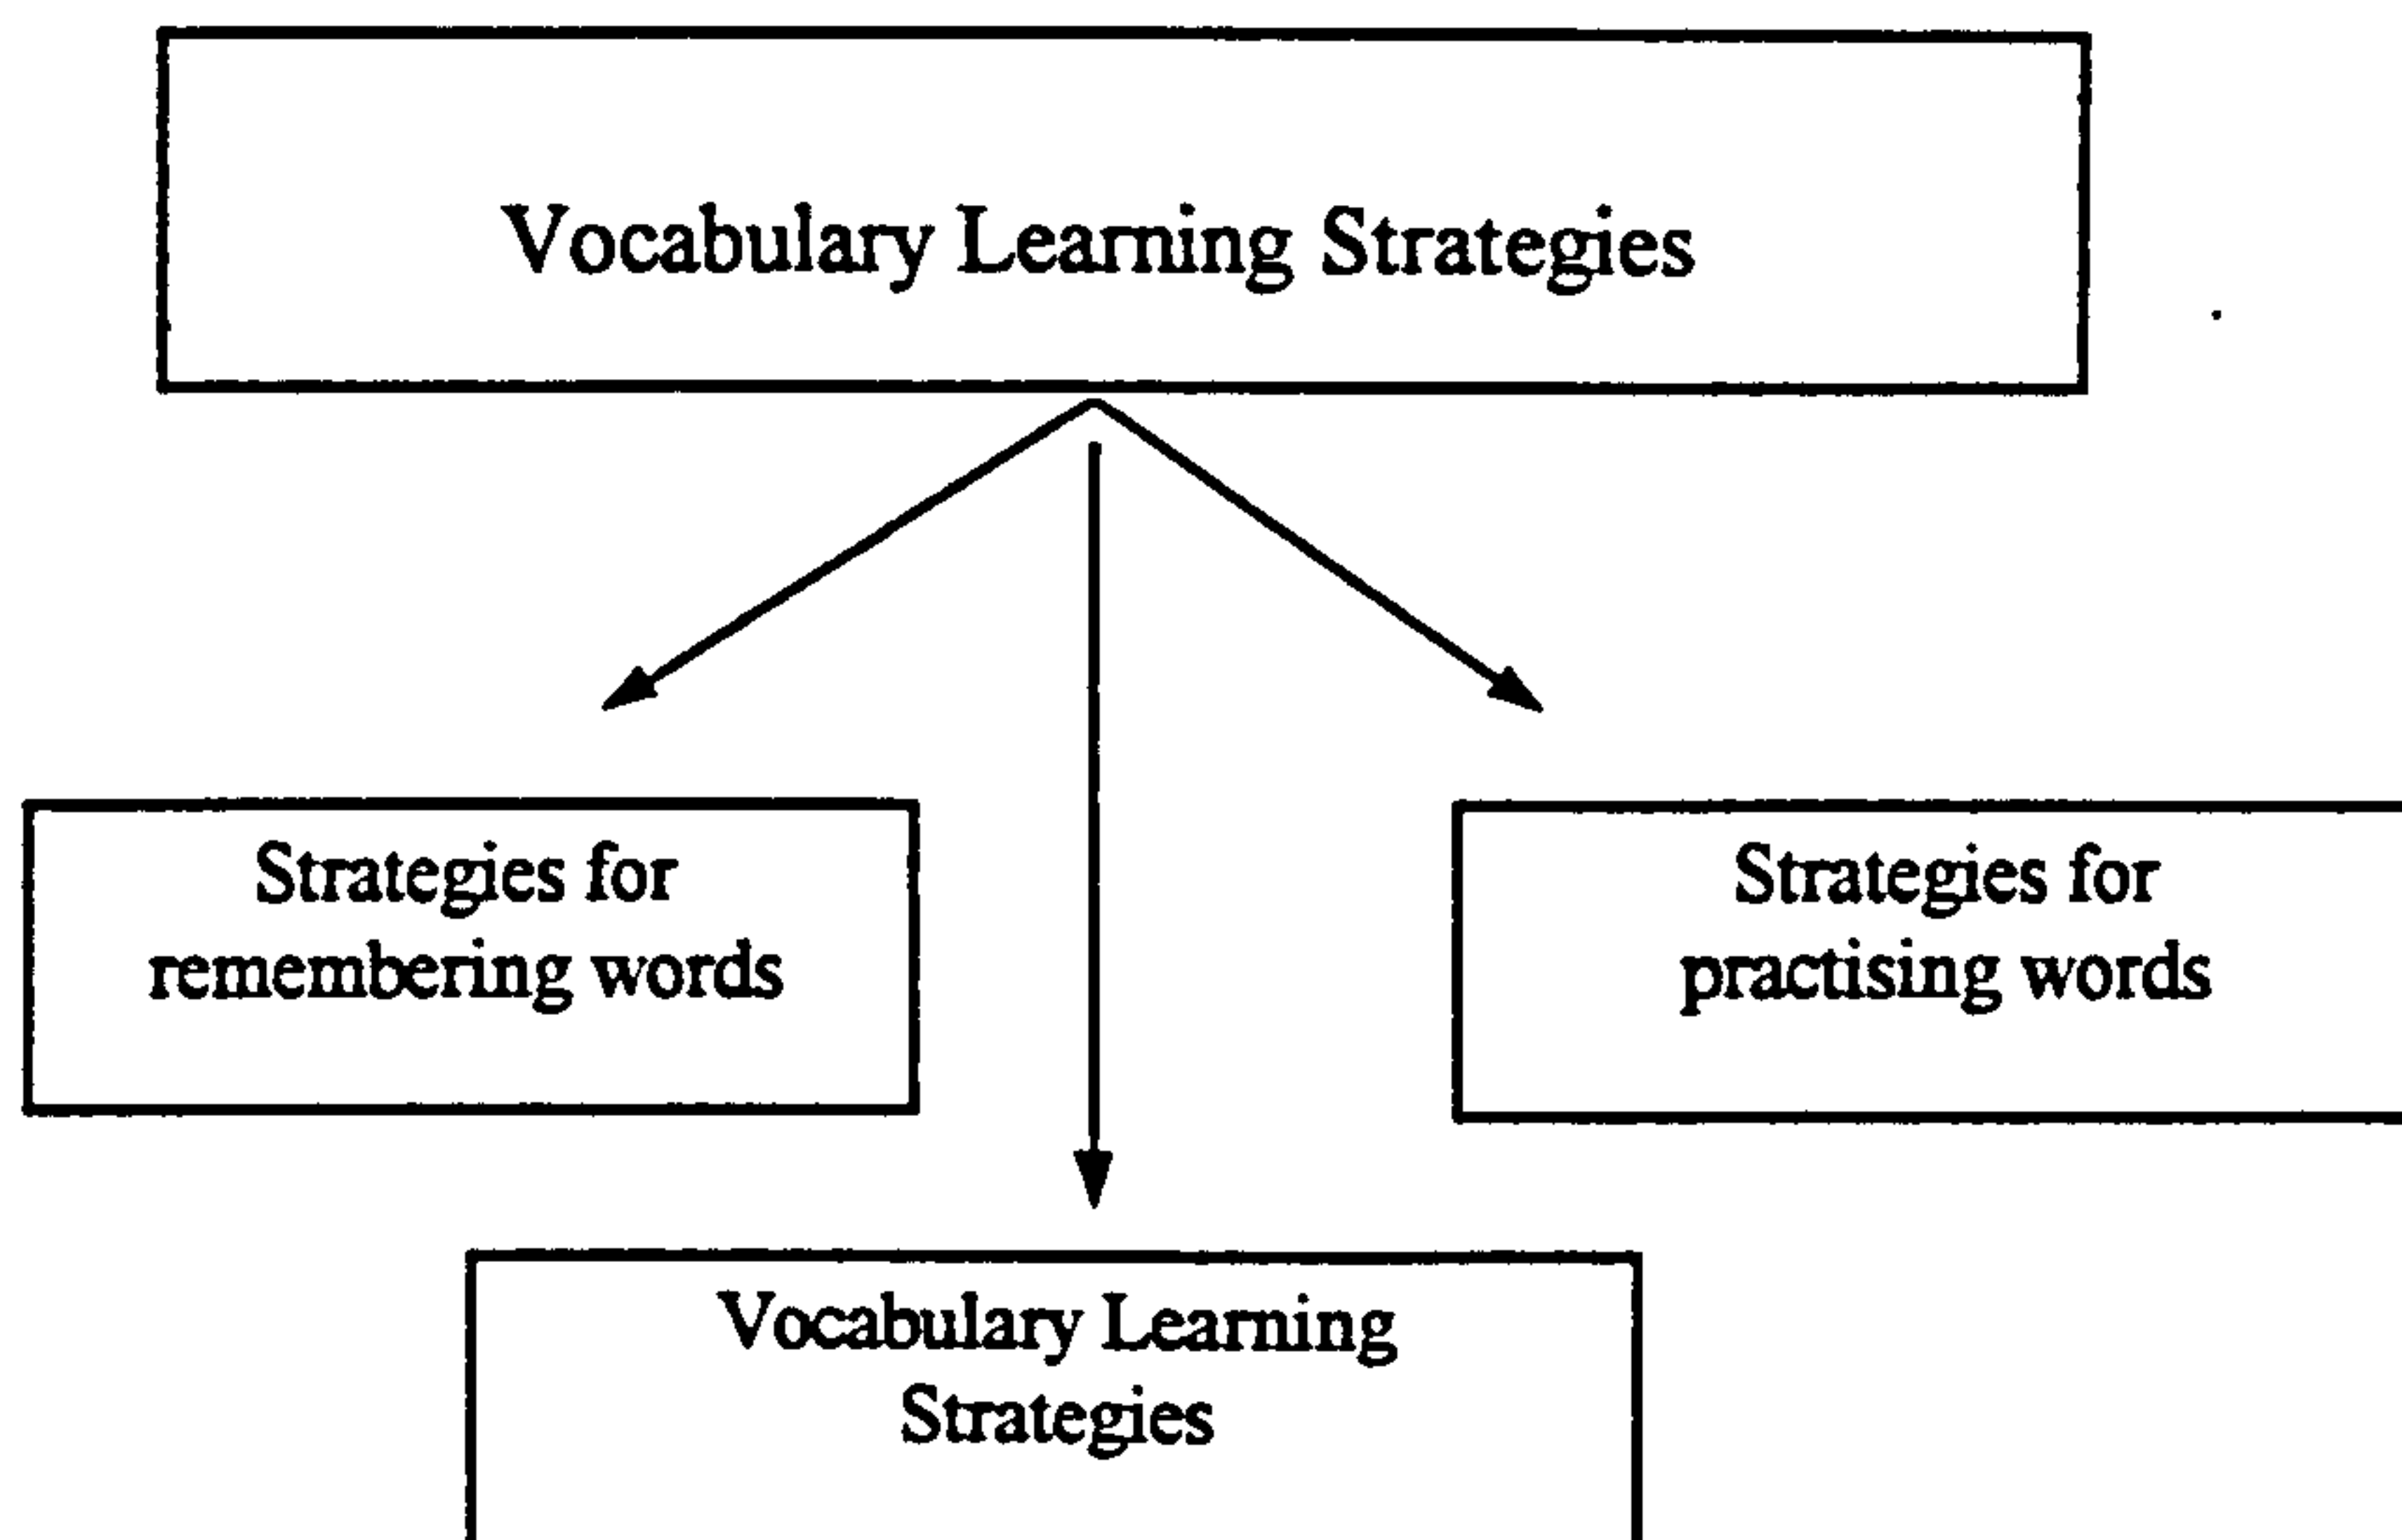 Vocabulary Learning Strategies
Strategies for
remembering words
Strategies for
practising words
Vocabulary Learning
Strategies